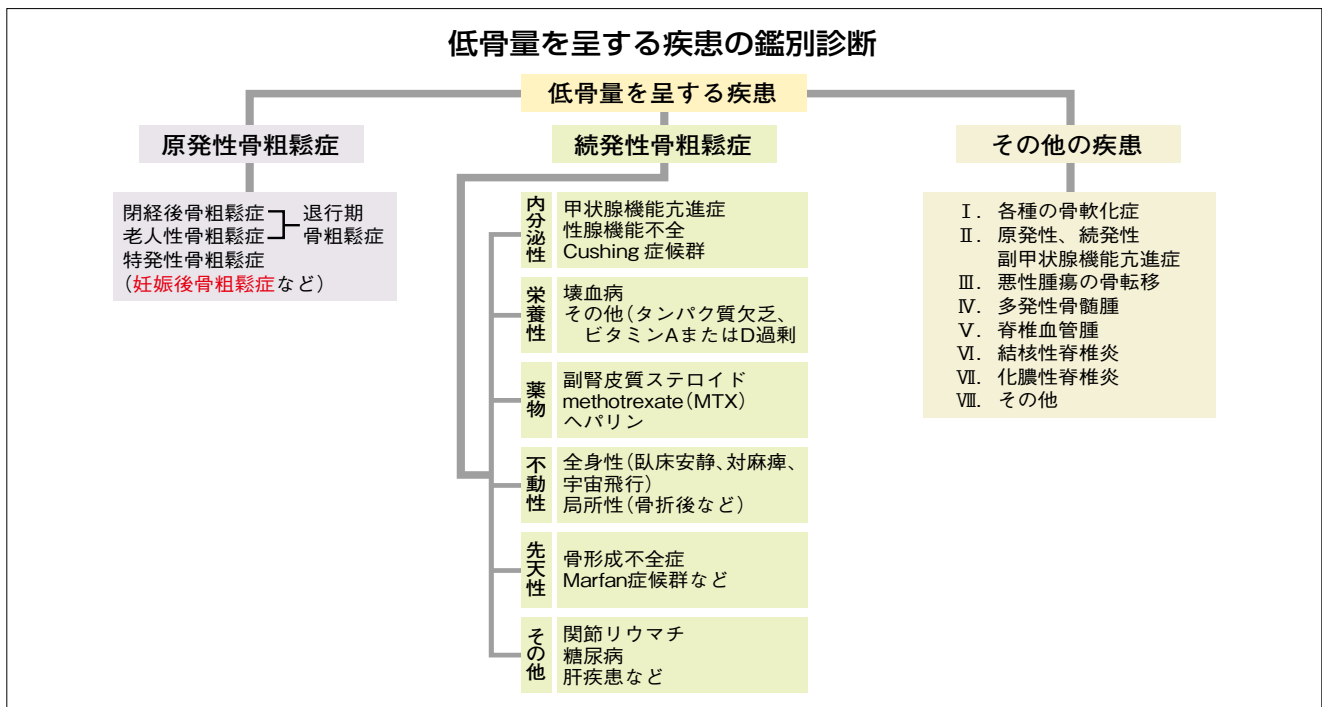 低骨量を呈する疾患の鑑別診断
低骨量を呈する疾患
原発性骨粗鬆症
閉経後骨粗鬆症
老人性骨粗鬆症
退行期
骨粗鬆症
特発性骨粗鬆症
（妊娠後骨粗鬆症など）
続発性骨粗鬆症
内分泌性
甲状腺機能亢進症
性腺機能不全
Cushing 症候群
栄養性
壊血病
その他（タンパク質欠乏、
ビタミンAまたはD過剰
薬物
副腎皮質ステロイド
methotrexate（MTX）
ヘパリン
不動性
全身性（臥床安静、対麻痺、
宇宙飛行）
局所性（骨折後など）
先天性
骨形成不全症
Marfan症候群など
その他
関節リウマチ
糖尿病
肝疾患など
その他の疾患
Ⅰ．各種の骨軟化症
Ⅱ．原発性、続発性
副甲状腺機能亢進症
Ⅲ．悪性腫瘍の骨転移
Ⅳ．多発性骨髄腫
Ⅴ．脊椎血管腫
Ⅵ．結核性脊椎炎
Ⅶ．化膿性脊椎炎
Ⅷ．その他